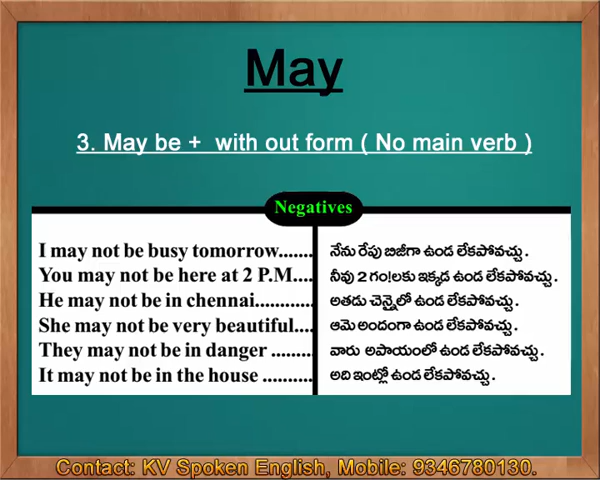 May
3. May be + with out form ( No main verb )
Negatives
I may not be busy tomorrow....... నేను రేపు బిజీగా ఉండ లేకపోవచ్చు.
You may not be here at 2 P.M.... నీవు 2 గం!లకు ఇక్కడ ఉండ లేకపోవచ్చు.
He may not be in chennai............ అతడు చెన్నైలో ఉండ లేకపోవచ్చు.
She may not be very beautiful.... ఆమె అందంగా ఉండ లేకపోవచ్చు.
They may not be in danger ......... వారు అపాయంలో ఉండ లేకపోవచ్చు.
It may not be in the house .......... అది ఇంట్లో ఉండ లేకపోవచ్చు.
Contact: KV Spoken English, Mobile: 9346780130.